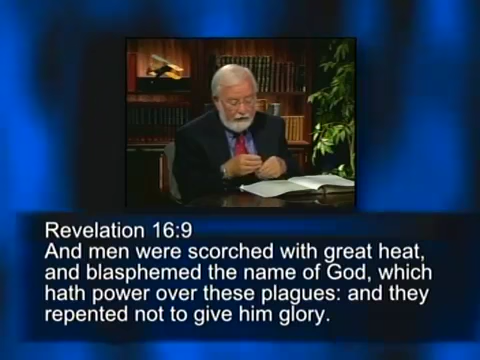 Revelation 16:9
And men were scorched with great heat,
and blasphemed the name of God, which
hath power over these plagues: and they
repented not to give him glory.